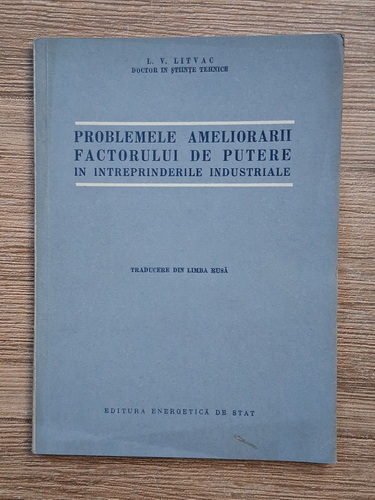 L. V. LITVAC
DOCTOR IN ȘTIINȚE TEHNICE
PROBLEMELE AMELIORARII
FACTORULUI DE PUTERE
IN INTREPRINDERILE INDUSTRIALE
TRADUCERE DIN LIMBA RUSĂ
EDITURA ENERGETICĂ DE STAT